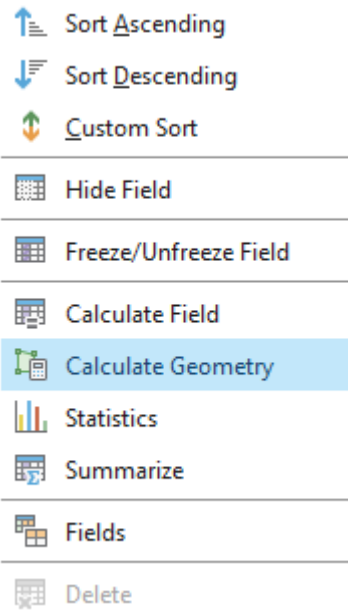 Sort Ascending
Sort Descending
Custom Sort
Hide Field
Freeze/Unfreeze Field
Calculate Field
Calculate Geometry
Statistics
Summarize
Fields
Delete